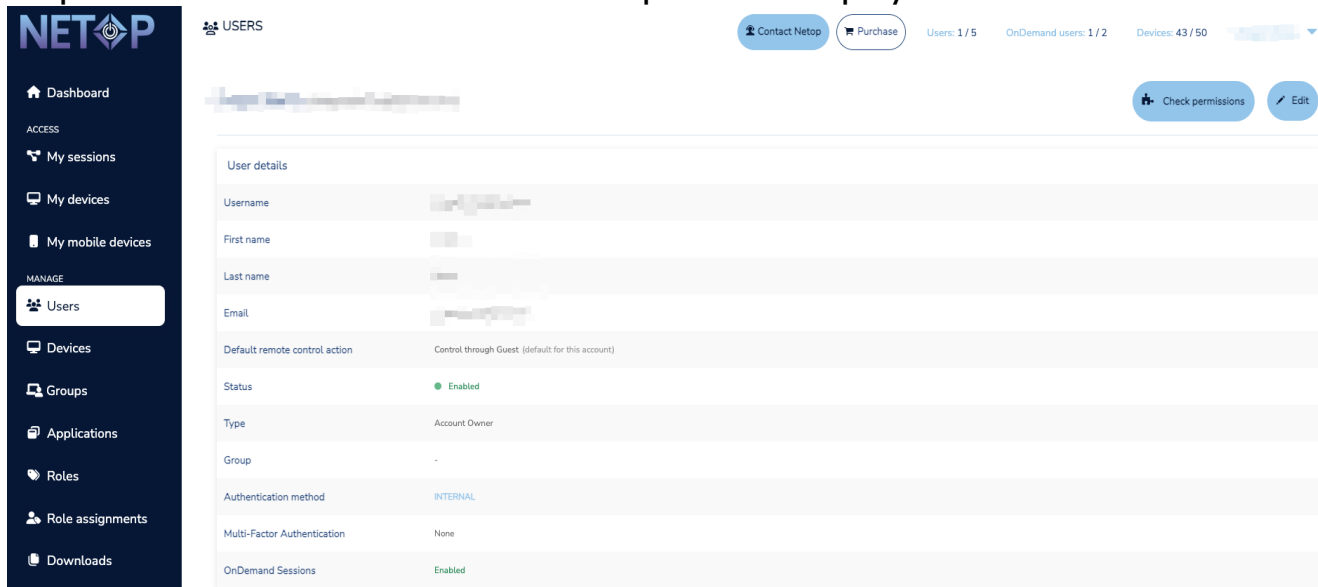 NETOP
USERS
Contact Netop
Purchase
Users: 1 / 5
OnDemand users: 1 / 2
Devices: 43 / 50
Dashboard
Check permissions
Edit
ACCESS
My sessions
My devices
My mobile devices
MANAGE
Users
Devices
Groups
Applications
Roles
Role assignments
Downloads
User details
Username
First name
Last name
Email
Default remote control action Control through Guest (default for this account)
Status Enabled
Type Account Owner
Group -
Authentication method INTERNAL
Multi-Factor Authentication None
OnDemand Sessions Enabled